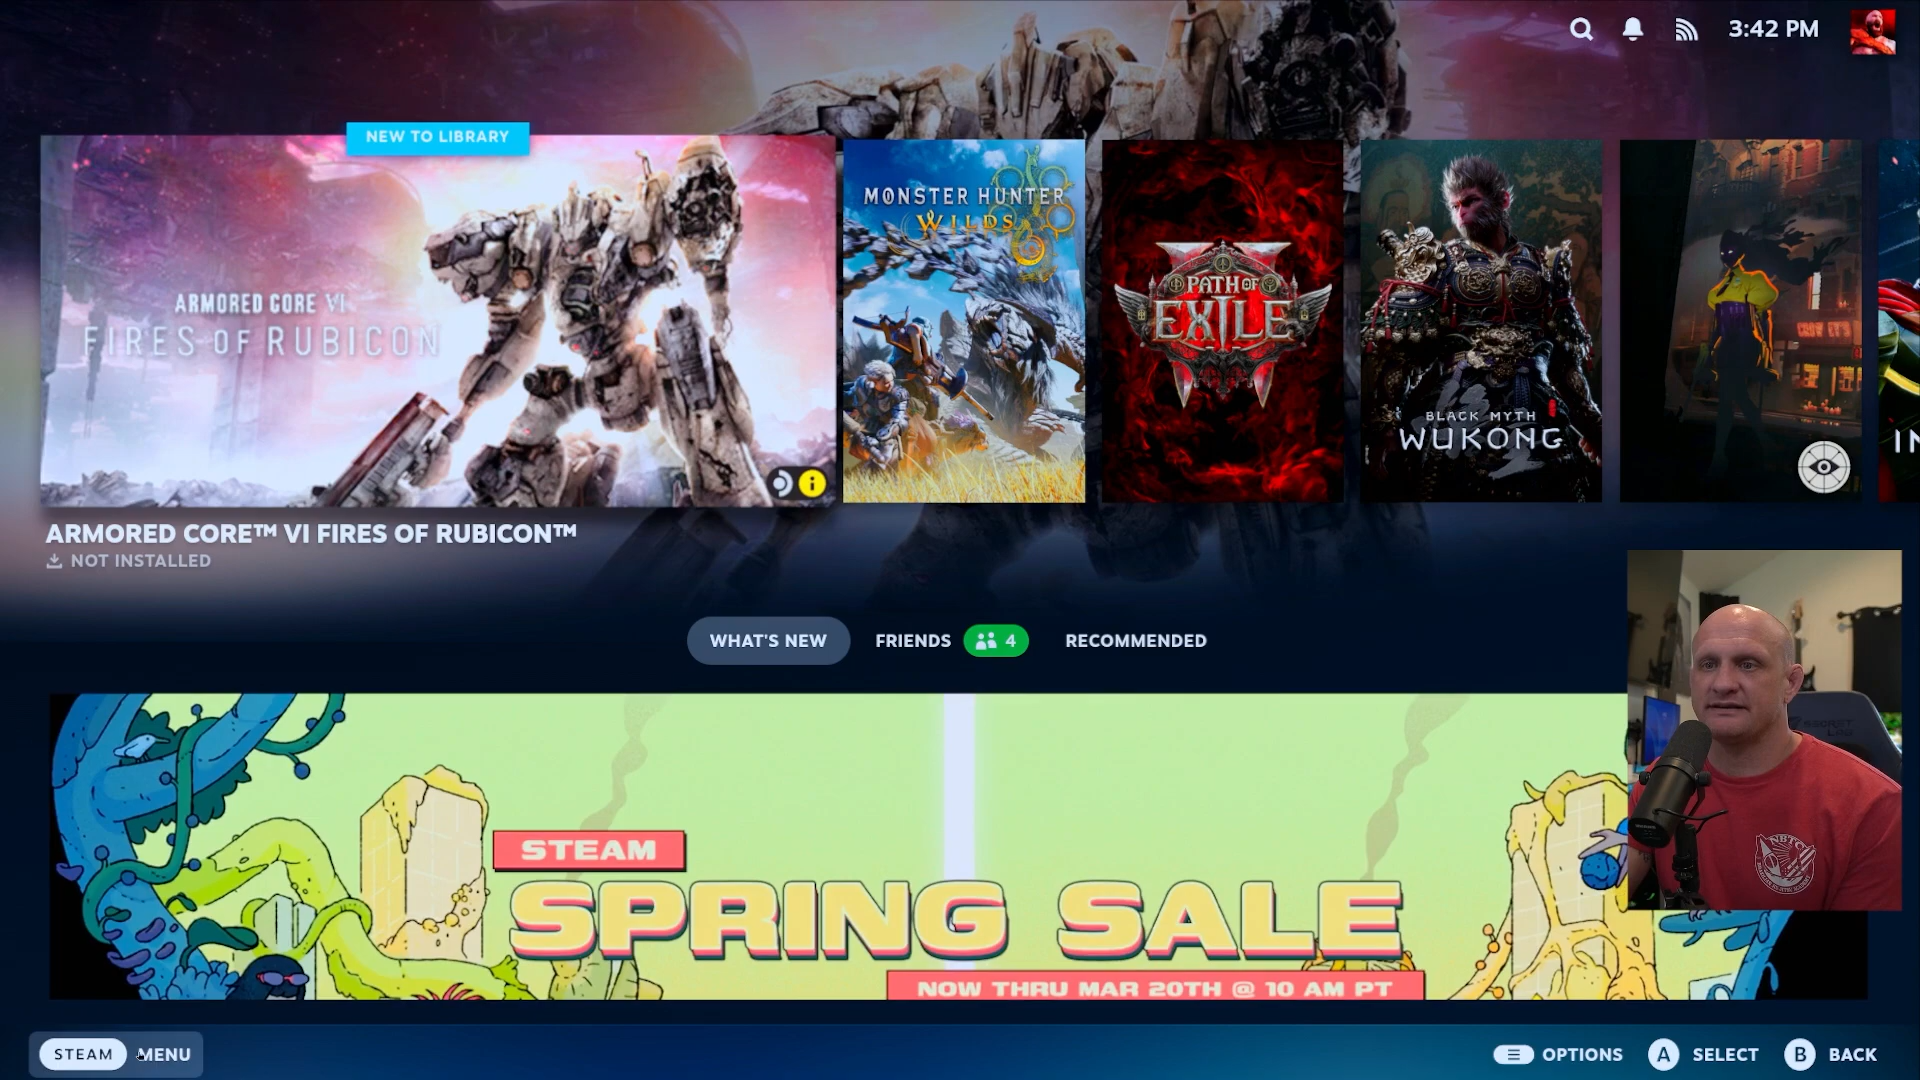 3:42 PM
NEW TO LIBRARY
ARMORED CORE VI
FIRES OF RUBICON
MONSTER HUNTER
WILDS
PATH OF
EXILE
BLACK MYTH
WUKONG
ARMORED CORE™ VI FIRES OF RUBICON™
NOT INSTALLED
WHAT'S NEW
FRIENDS
4
RECOMMENDED
STEAM
SPRING SALE
NOW THRU MAR 20TH @ 10 AM PT
NBTC
STEAM
MENU
OPTIONS
A
SELECT
B
BACK